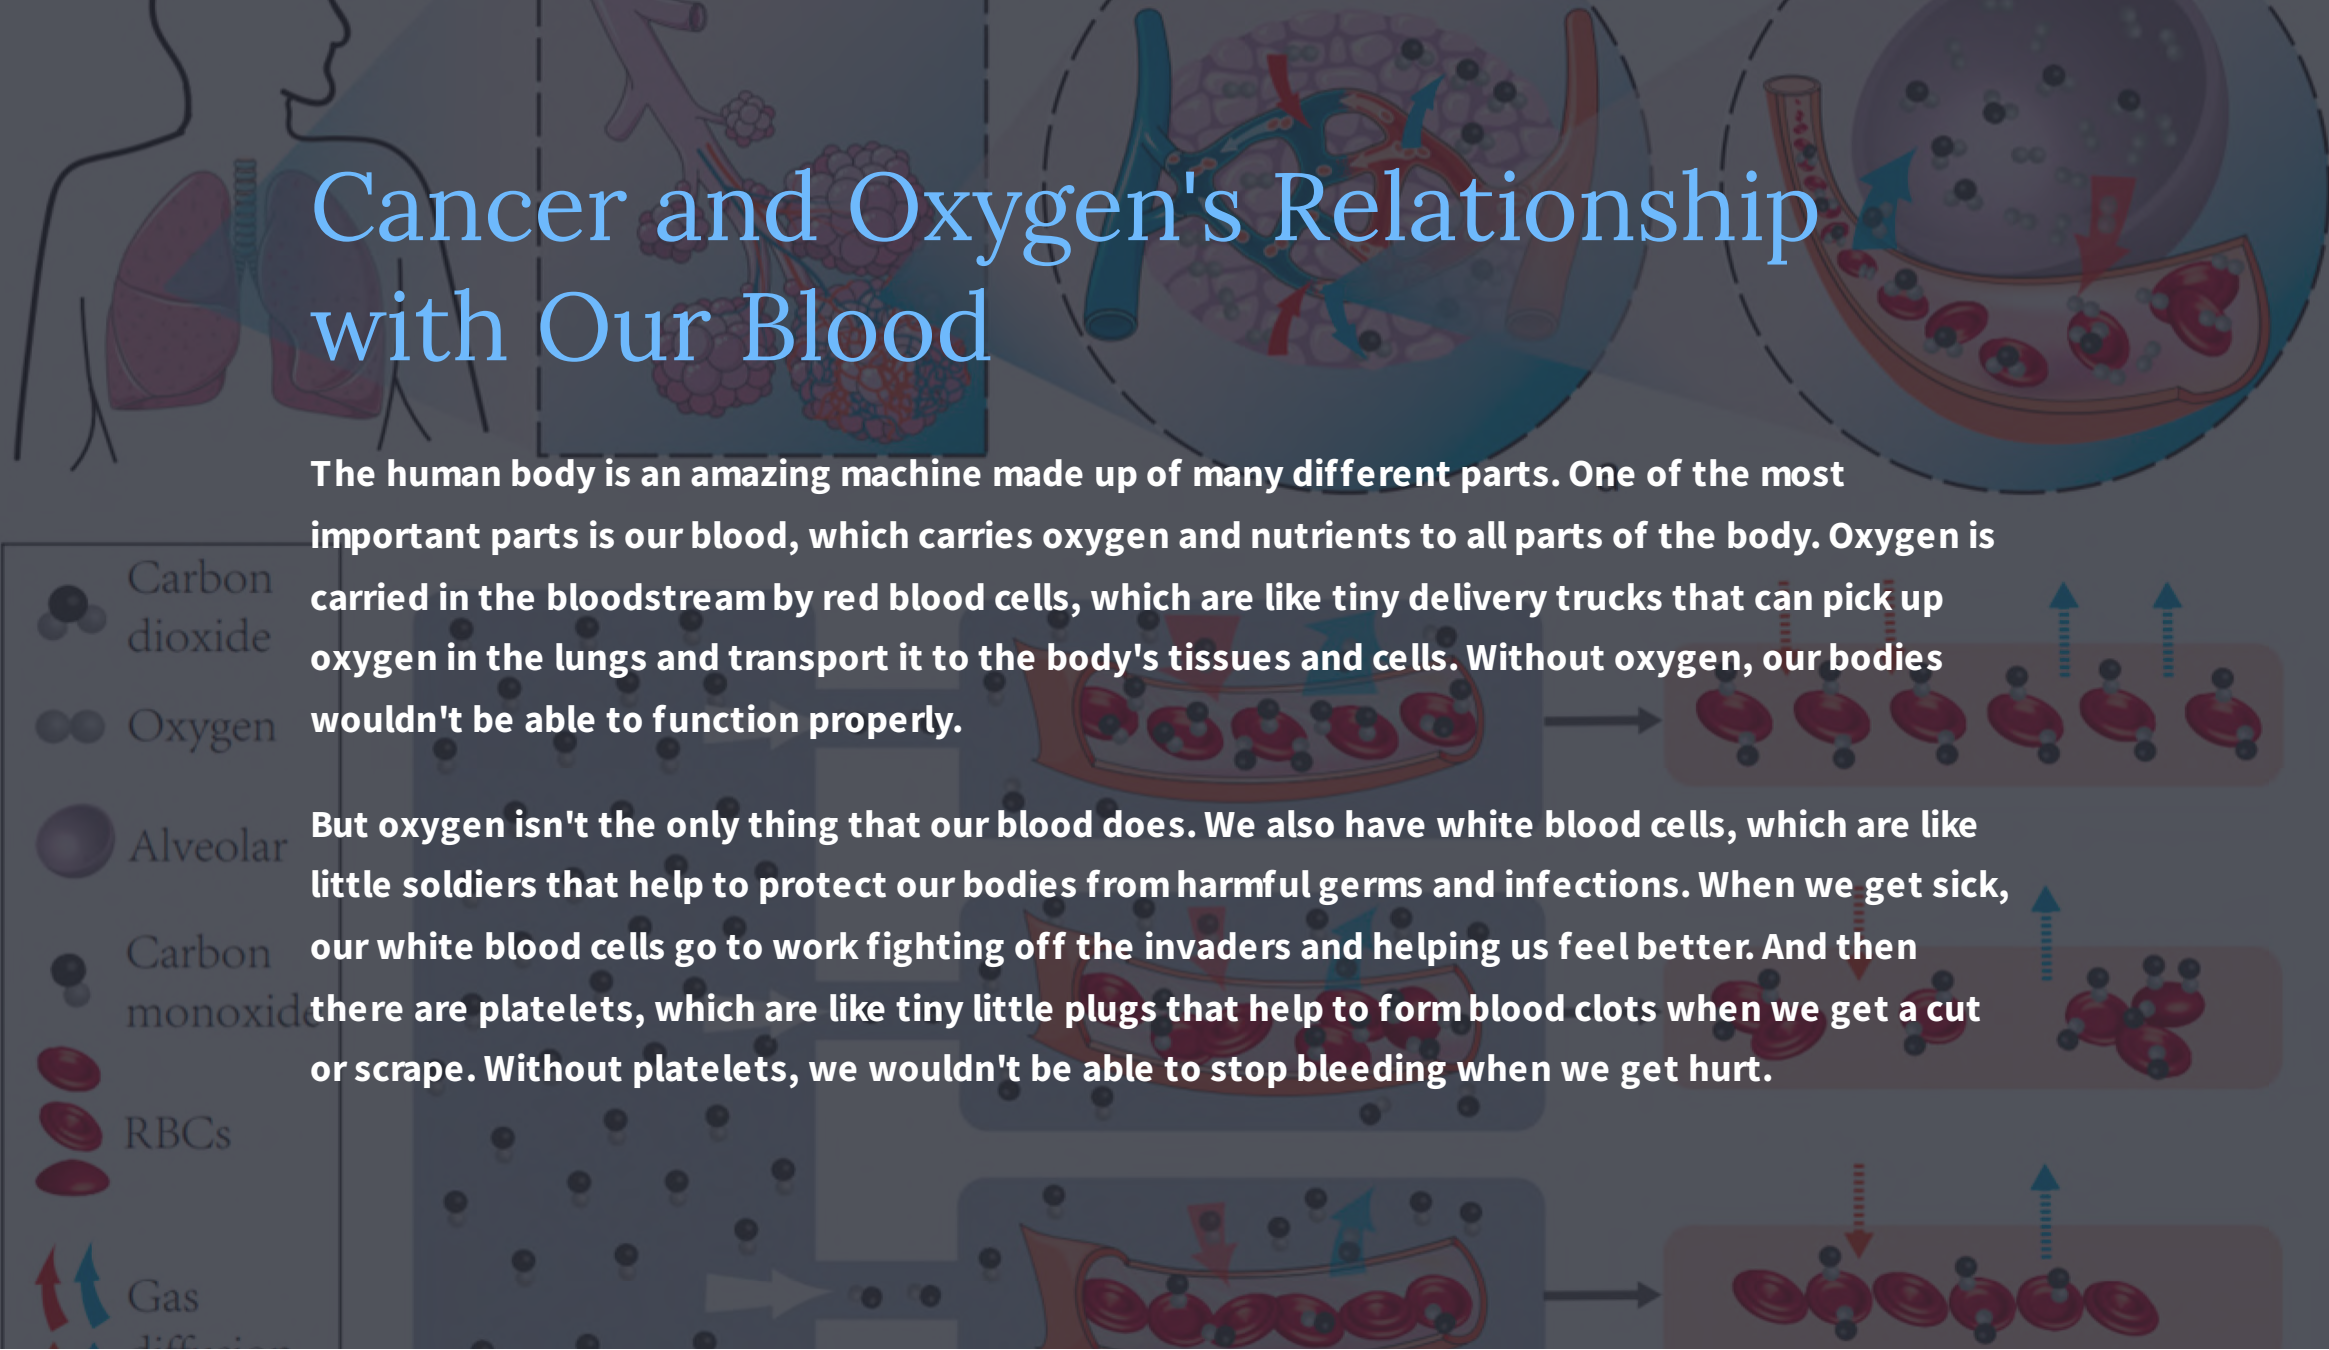 Cancer and Oxygen's Relationship
with Our Blood
The human body is an amazing machine made up of many different parts. One of the most
important parts is our blood, which carries oxygen and nutrients to all parts of the body. Oxygen is
carried in the bloodstream by red blood cells, which are like tiny delivery trucks that can pick up
oxygen in the lungs and transport it to the body's tissues and cells. Without oxygen, our bodies
wouldn't be able to function properly.
But oxygen isn't the only thing that our blood does. We also have white blood cells, which are like
little soldiers that help to protect our bodies from harmful germs and infections. When we get sick,
our white blood cells go to work fighting off the invaders and helping us feel better. And then
there are platelets, which are like tiny little plugs that help to form blood clots when we get a cut
or scrape. Without platelets, we wouldn't be able to stop bleeding when we get hurt.
Carbon
dioxide
Oxygen
Alveolar
Carbon
monoxide
RBCs
Gas
diffusion